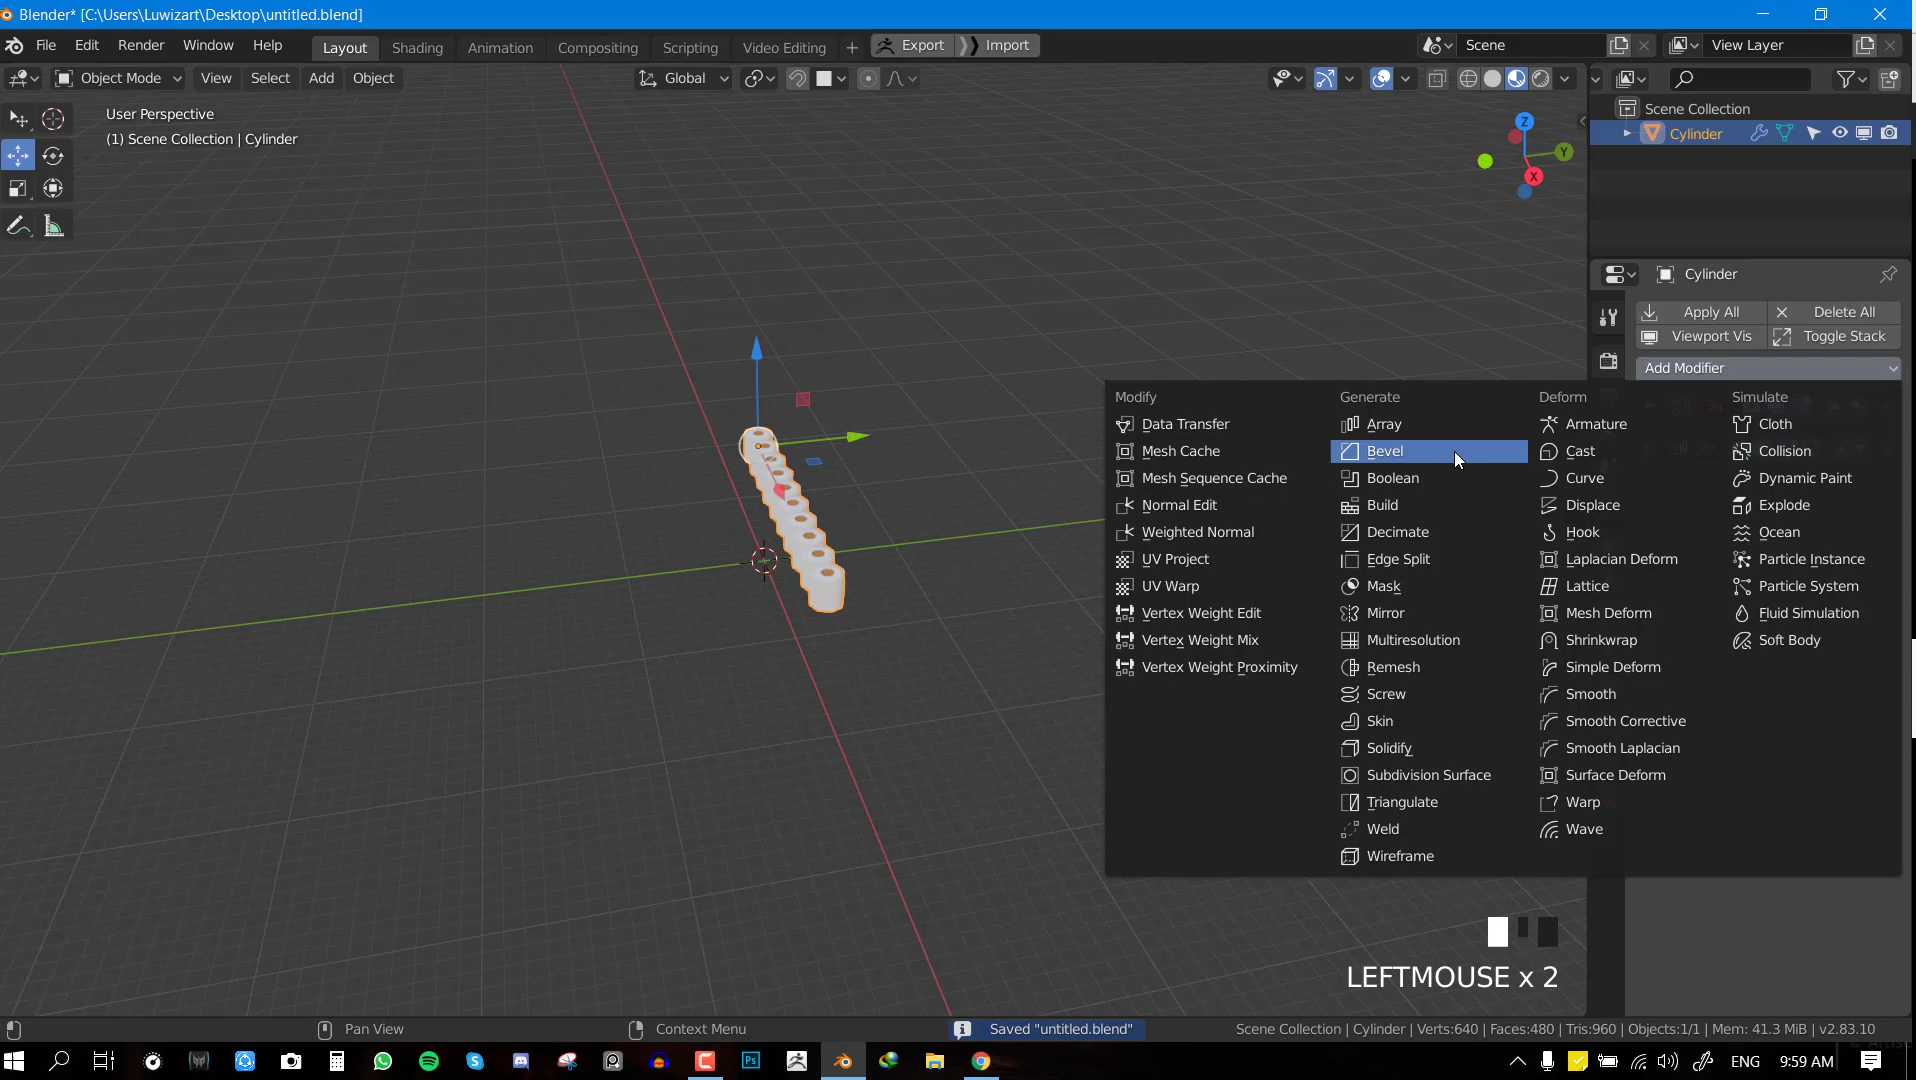 Blender* [C:\Users\Luwizart\Desktop\untitled.blend]
File Edit Render Window Help Layout Shading Animation Compositing Rendering Scripting Video Editing + Export Import Scene View Layer
Object Mode View Select Add Object Global
User Perspective
(1) Scene Collection | Cylinder
Z
Y
X
Scene Collection
Cylinder
Cylinder
Apply All Delete All
Viewport Vis Toggle Stack
Add Modifier
Modify Generate Deform Simulate
Data Transfer Array Armature Cloth
Mesh Cache Bevel Cast Collision
Mesh Sequence Cache Boolean Curve Dynamic Paint
Normal Edit Build Displace Explode
Weighted Normal Decimate Hook Ocean
UV Project Edge Split Laplacian Deform Particle Instance
UV Warp Mask Lattice Particle System
Vertex Weight Edit Mirror Mesh Deform Fluid Simulation
Vertex Weight Mix Multiresolution Shrinkwrap Soft Body
Vertex Weight Proximity Remesh Simple Deform
Screw Smooth
Skin Smooth Corrective
Solidify Smooth Laplacian
Subdivision Surface Surface Deform
Triangulate Warp
Weld Wave
Wireframe
LEFTMOUSE x 2
Pan View Context Menu Saved "untitled.blend" Scene Collection | Cylinder | Verts:640 | Faces:480 | Tris:960 | Objects:1/1 | Mem: 41.3 MiB | v2.83.10
Ps ENG 9:59 AM